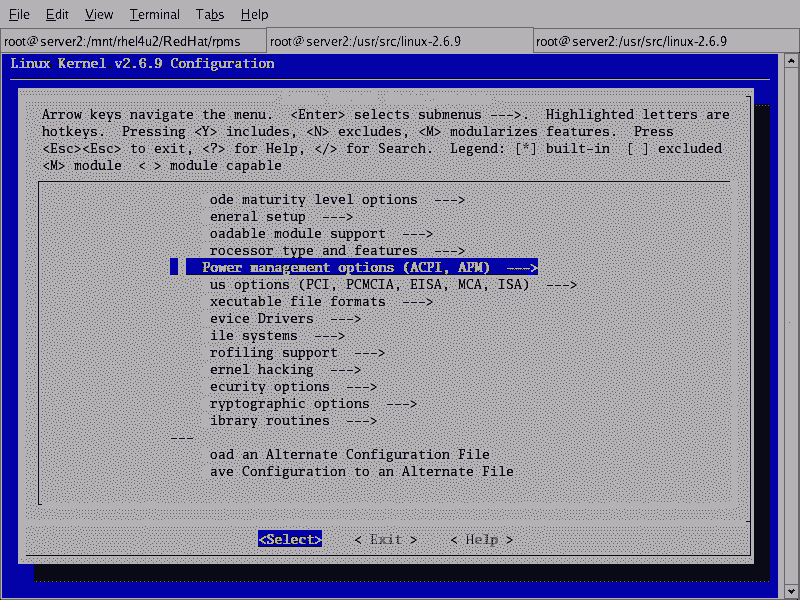 File Edit View Terminal Tabs Help
root@server2:/mnt/rhel4u2/RedHat/rpms root@server2:/usr/src/linux-2.6.9 root@server2:/usr/src/linux-2.6.9
Linux Kernel v2.6.9 Configuration
Arrow keys navigate the menu. <Enter> selects submenus --->. Highlighted letters are
hotkeys. Pressing <Y> includes, <N> excludes, <M> modularizes features. Press
<Esc><Esc> to exit, <?> for Help, </> for Search. Legend: [*] built-in [ ] excluded
<M> module < > module capable
ode maturity level options --->
eneral setup --->
oadable module support --->
rocessor type and features --->
Power management options (ACPI, APM) --->
us options (PCI, PCMCIA, EISA, MCA, ISA) --->
xecutable file formats --->
evice Drivers --->
ile systems --->
rofiling support --->
ernel hacking --->
ecurity options --->
ryptographic options --->
ibrary routines --->
---
oad an Alternate Configuration File
ave Configuration to an Alternate File
<Select> < Exit > < Help >